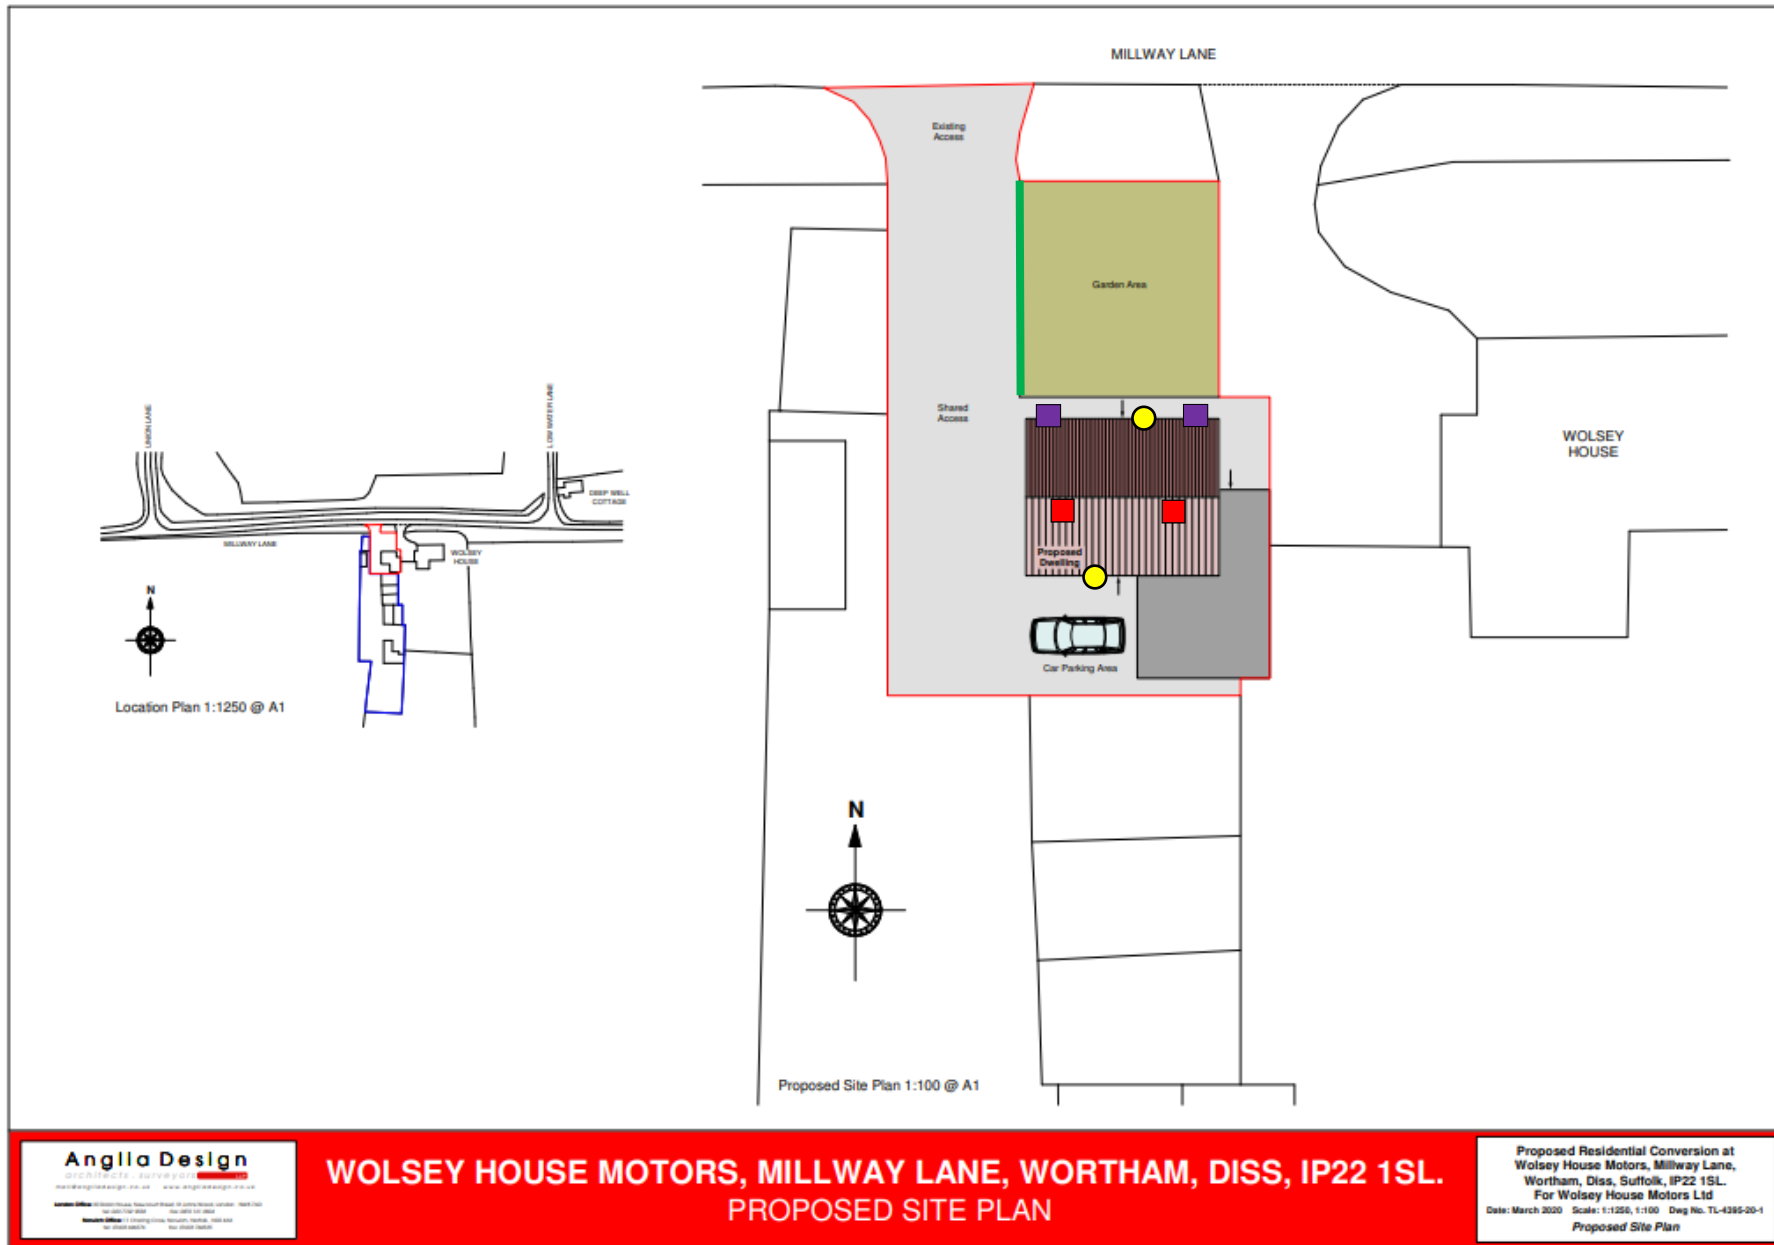 MILLWAY LANE
Existing
Access
Garden Area
Shared
Access
WOLSEY
HOUSE
Proposed
Dwelling
Car Parking Area
N
Proposed Site Plan 1:100 @ A1
UNION LANE
LOW WATER LANE
DEEP WELL
COTTAGE
MILLWAY LANE
WOLSEY
HOUSE
N
Location Plan 1:1250 @ A1
Anglia Design
architects . surveyors
WOLSEY HOUSE MOTORS, MILLWAY LANE, WORTHAM, DISS, IP22 1SL.
PROPOSED SITE PLAN
Proposed Residential Conversion at
Wolsey House Motors, Millway Lane,
Wortham, Diss, Suffolk, IP22 1SL.
For Wolsey House Motors Ltd
Date: March 2020 Scale: 1:1250, 1:100 Dwg No. TL-4395-20-1
Proposed Site Plan